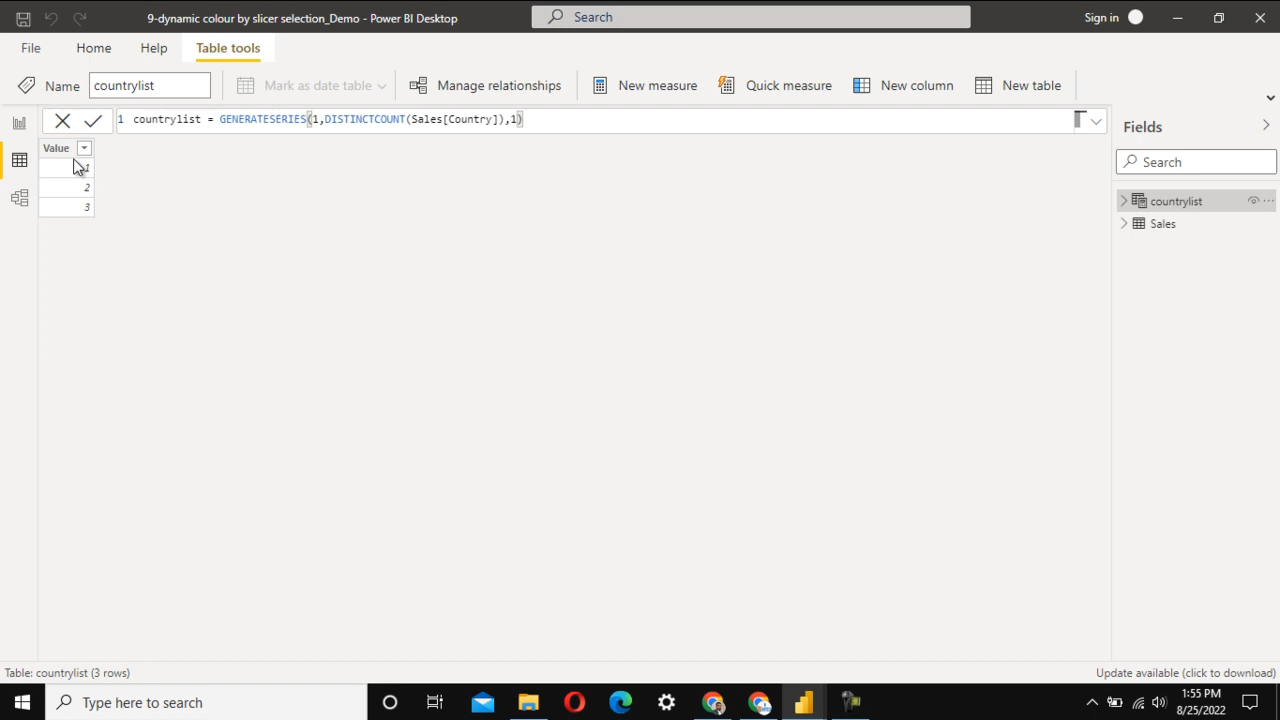 9-dynamic colour by slicer selection_Demo - Power BI Desktop
Search
Sign in
File
Home
Help
Table tools
Name
countrylist
Mark as date table
Manage relationships
New measure
Quick measure
New column
New table
1 countrylist = GENERATESERIES(1,DISTINCTCOUNT(Sales[Country]),1)
Fields
Search
countrylist
Sales
Value
1
2
3
Table: countrylist (3 rows)
Update available (click to download)
Type here to search
1:55 PM
8/25/2022